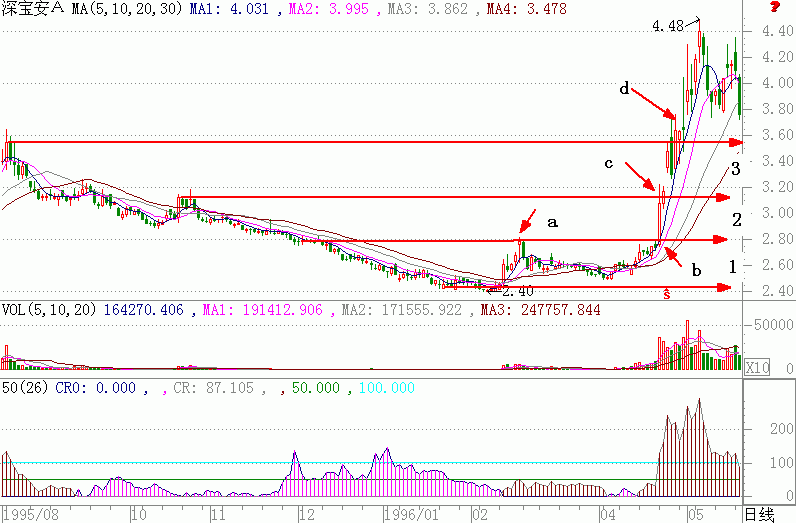 深宝安A MA(5,10,20,30) MA1: 4.031 , MA2: 3.995 , MA3: 3.862 , MA4: 3.478 ?
4.48
4.40
4.20
4.00
d
3.80
3.60
c
3.40
3
3.20
a
2
3.00
2.80
b
1
2.60
2.40
2.40
S
VOL(5,10,20) 164270.406 , MA1: 191412.906 , MA2: 171555.922 , MA3: 247757.844
50000
X10 0
50(26) CR0: 0.000 , , CR: 87.105 , , 50.000 , 100.000
200
100
0
1995/08 10 11 12 1996/01 02 04 05 日线